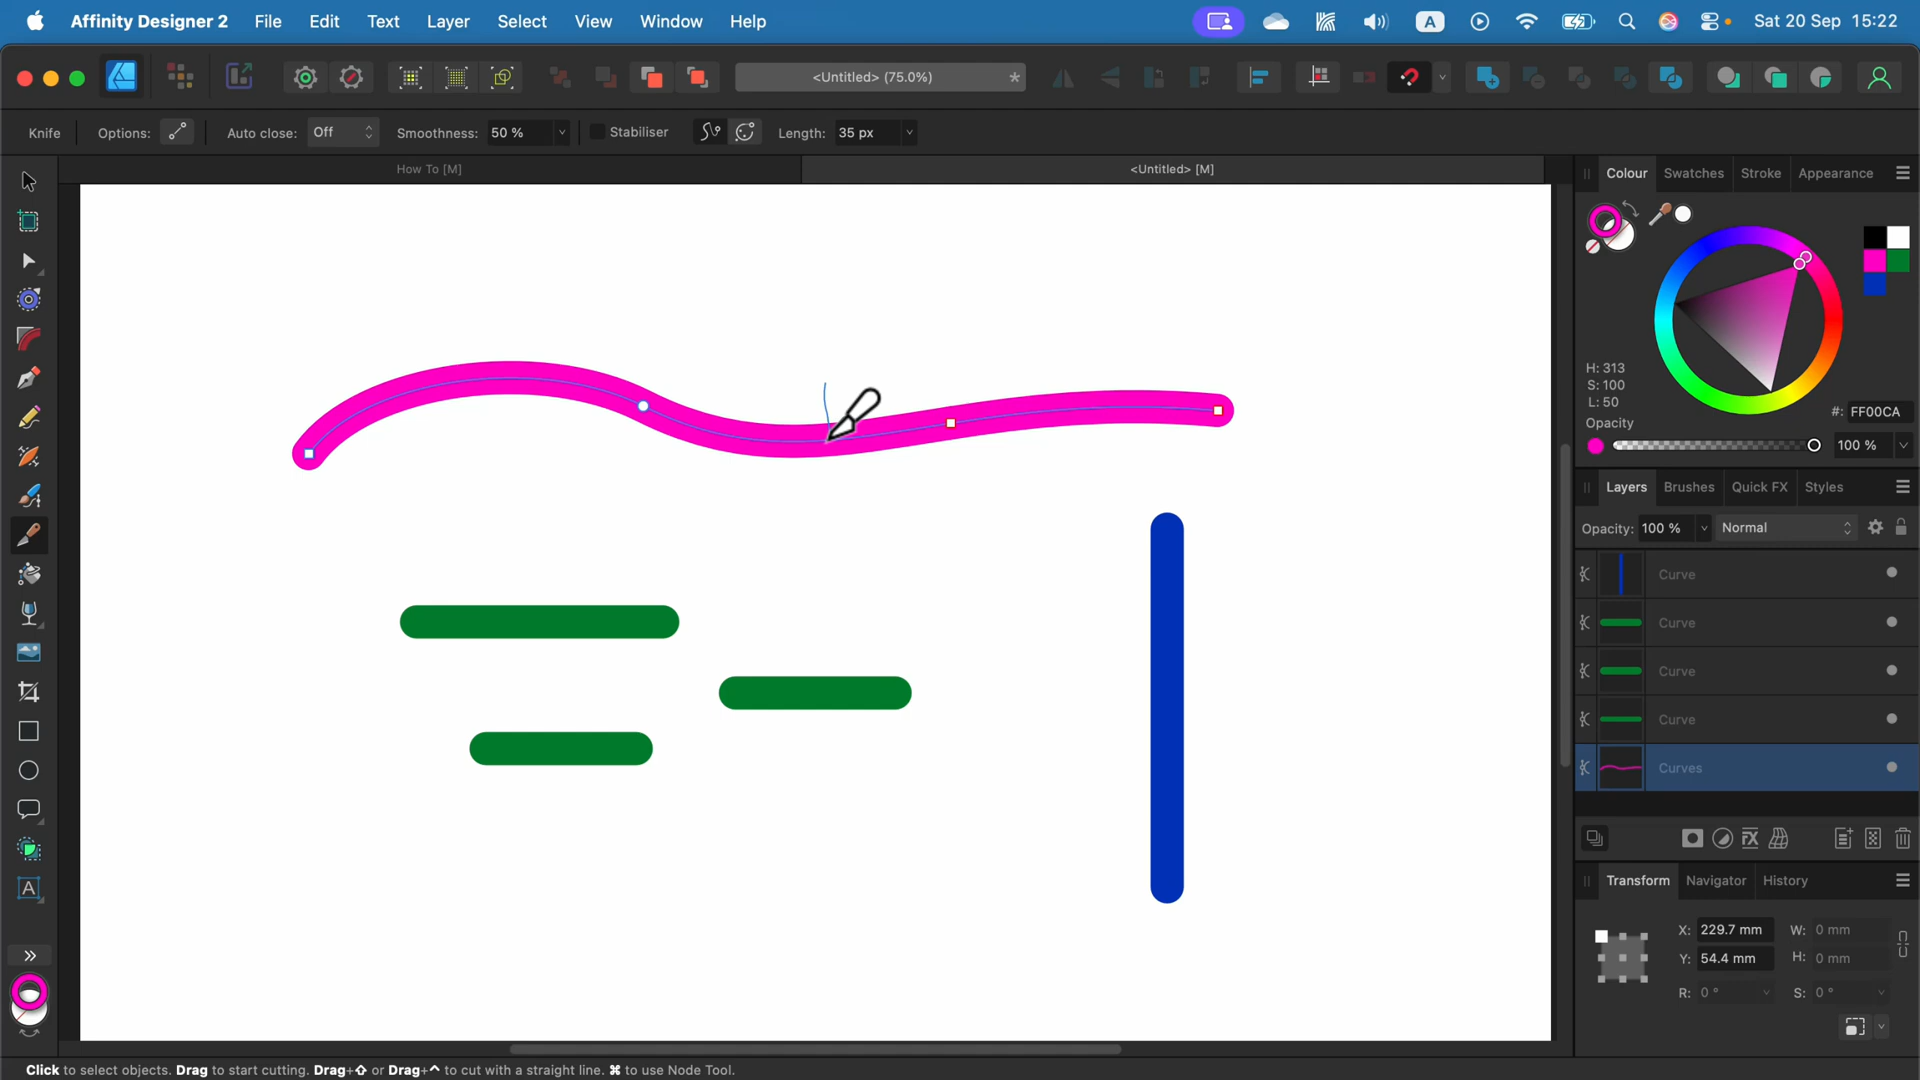 Affinity Designer 2 File Edit Text Layer Select View Window Help A Sat 20 Sep 15:22
<Untitled> (75.0%) *
Knife Options: Auto close: Off Smoothness: 50 % Stabiliser Length: 35 px
How To [M] <Untitled> [M]
Colour Swatches Stroke Appearance
H: 313
S: 100
L: 50
#: FF00CA
Opacity
100 %
Layers Brushes Quick FX Styles
Opacity: 100 % Normal
Curve
Curve
Curve
Curve
Curves
FX
Transform Navigator History
X: 229.7 mm W: 0 mm
Y: 54.4 mm H: 0 mm
R: 0 ° S: 0 °
A
Click to select objects. Drag to start cutting. Drag+⇧ or Drag+⌃ to cut with a straight line. ⌘ to use Node Tool.